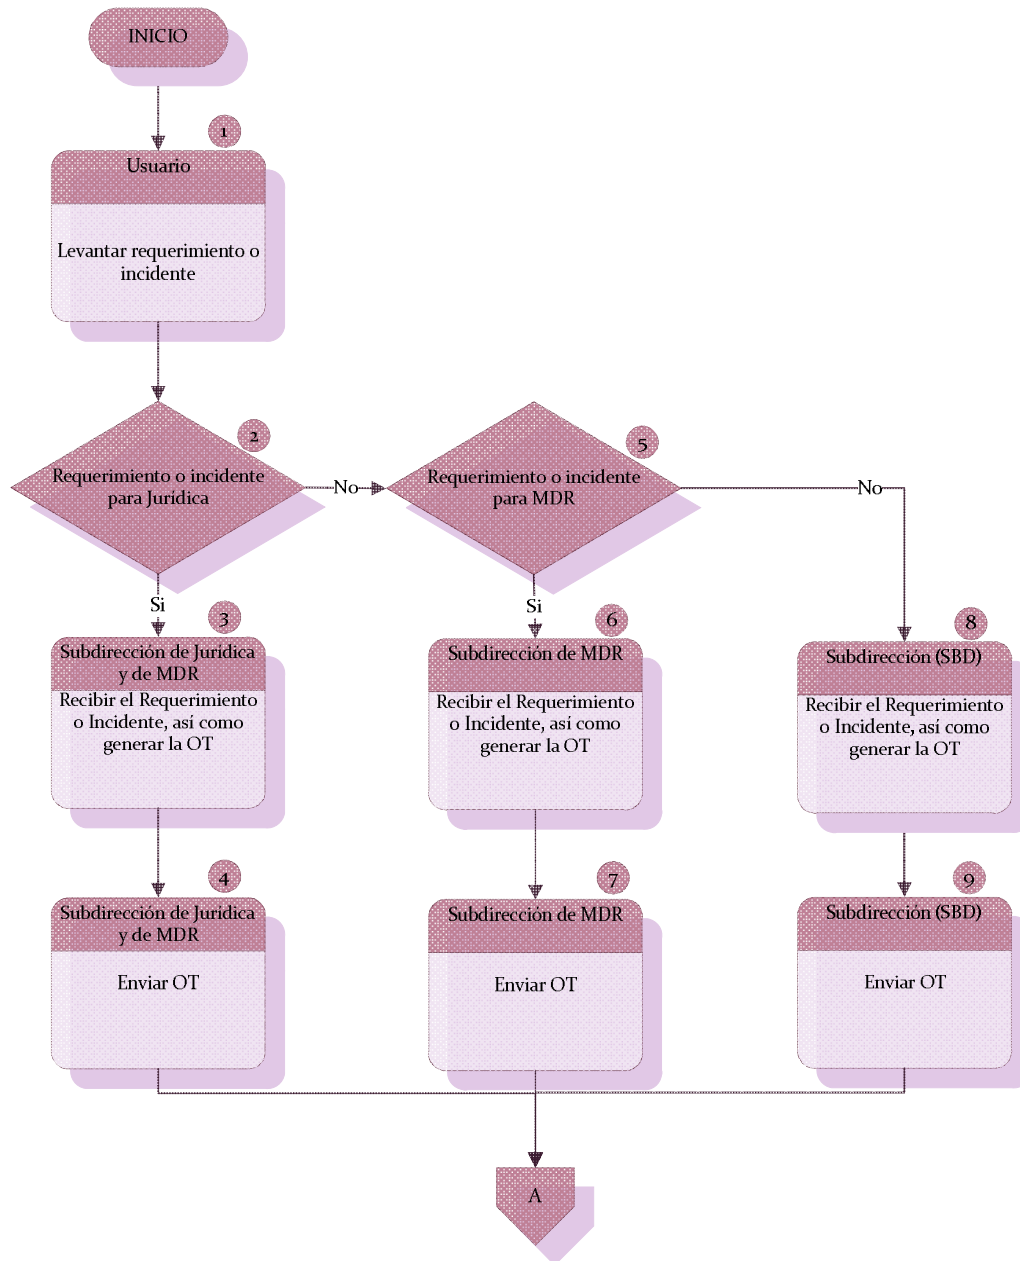 INICIO
1
Usuario
Levantar requerimiento o
incidente
2
Requerimiento o incidente
para Jurídica
No
5
Requerimiento o incidente
para MDR
No
Si
3
Subdirección de Jurídica
y de MDR
Recibir el Requerimiento
o Incidente, así como
generar la OT
Si
6
Subdirección de MDR
Recibir el Requerimiento
o Incidente, así como
generar la OT
8
Subdirección (SBD)
Recibir el Requerimiento
o Incidente, así como
generar la OT
4
Subdirección de Jurídica
y de MDR
Enviar OT
7
Subdirección de MDR
Enviar OT
9
Subdirección (SBD)
Enviar OT
A